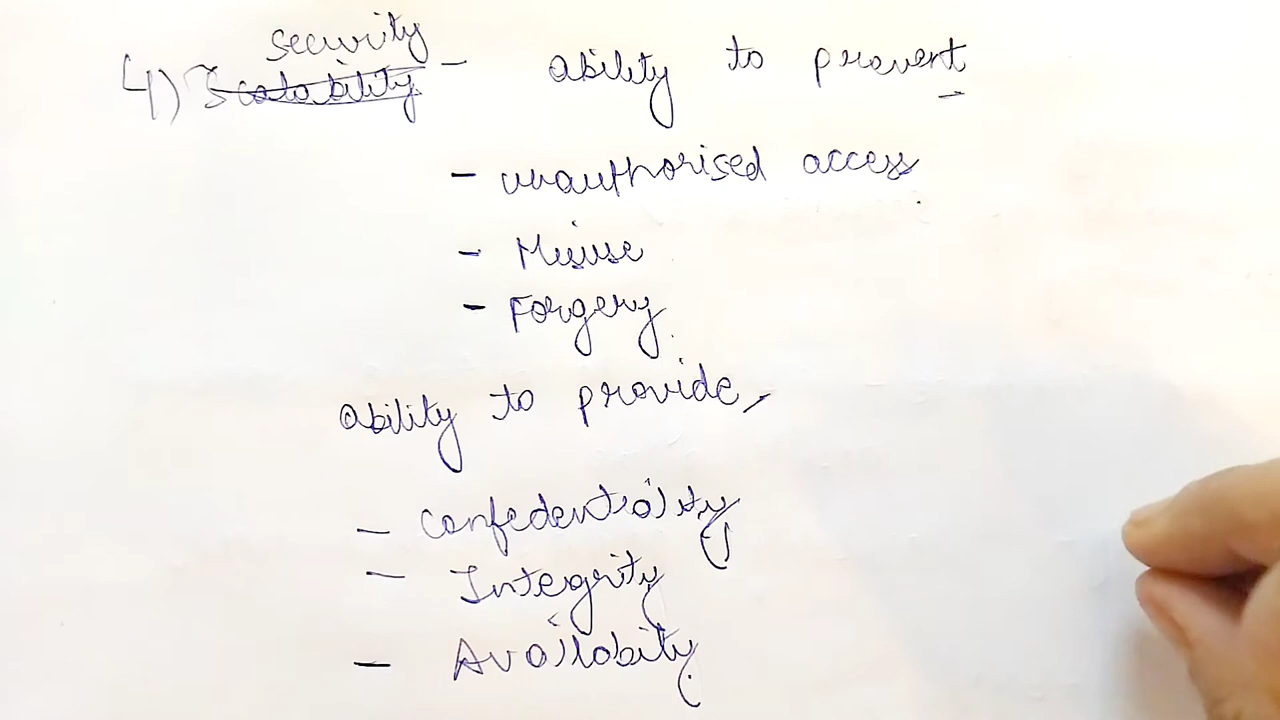 4) Scalability security - ability to prevent
- unauthorised access
- Misuse
- Forgery
ability to provide,
- confedentiality
- Integrity
- Availabity